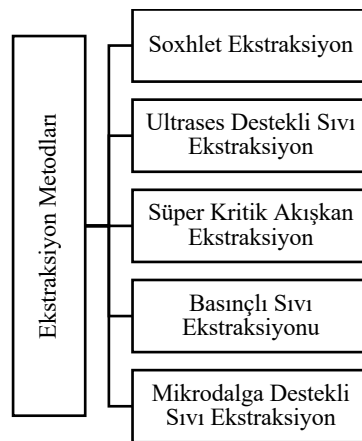 Ekstraksiyon Metodları
Soxhlet Ekstraksiyon
Ultrases Destekli Sıvı
Ekstraksiyon
Süper Kritik Akışkan
Ekstraksiyon
Basınçlı Sıvı
Ekstraksiyonu
Mikrodalga Destekli
Sıvı Ekstraksiyon